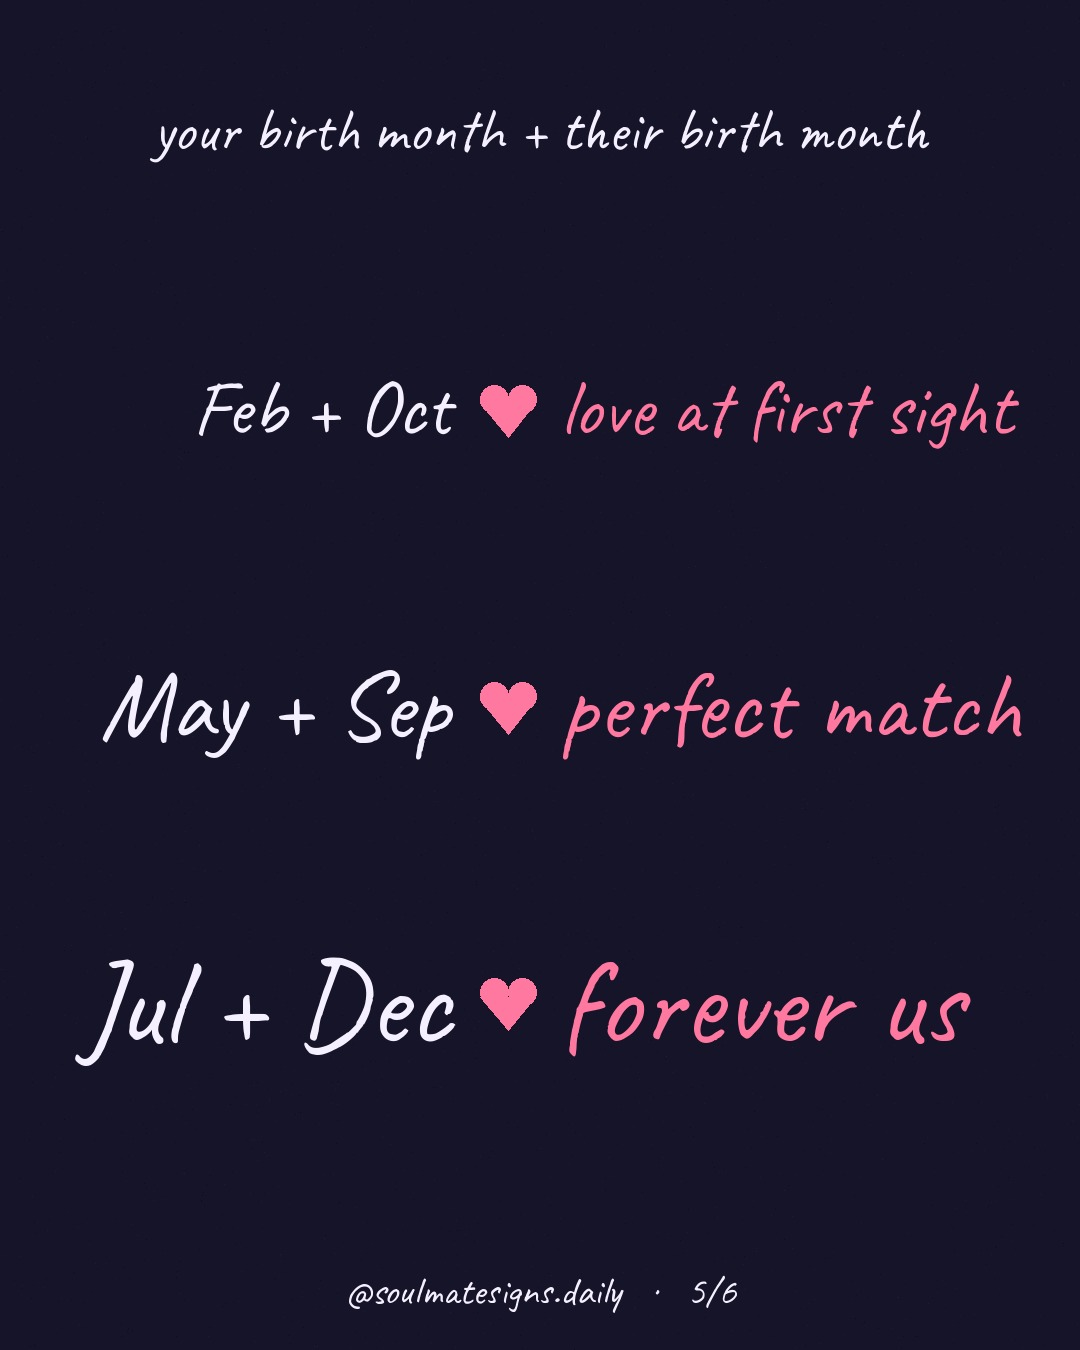 your birth month + their birth month
Feb + Oct ♥ love at first sight
May + Sep ♥ perfect match
Jul + Dec ♥ forever us
@soulmatesigns.daily · 5/6